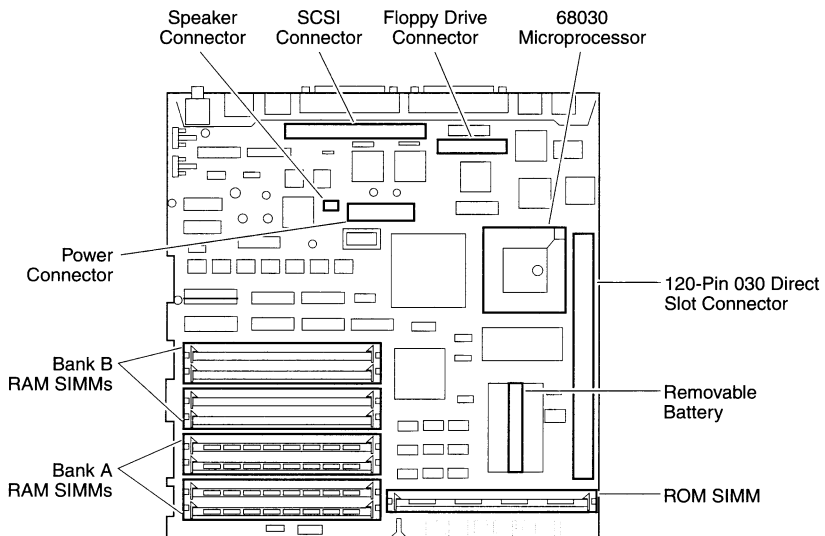 Speaker
Connector
SCSI
Connector
Floppy Drive
Connector
68030
Microprocessor
Power
Connector
120-Pin 030 Direct
Slot Connector
Bank B
RAM SIMMs
Removable
Battery
Bank A
RAM SIMMs
ROM SIMM